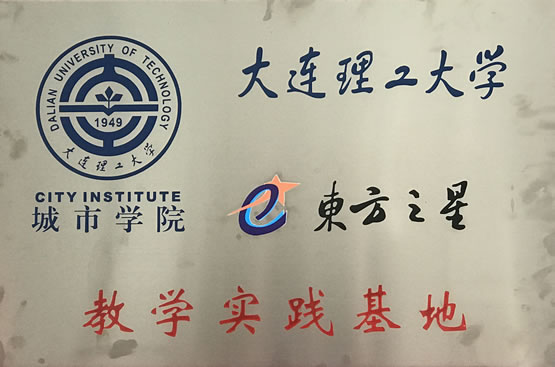 DALIAN UNIVERSITY OF TECHNOLOGY
1949
大连理工大学
CITY INSTITUTE
城市学院
大连理工大学
東方之星
教学实践基地